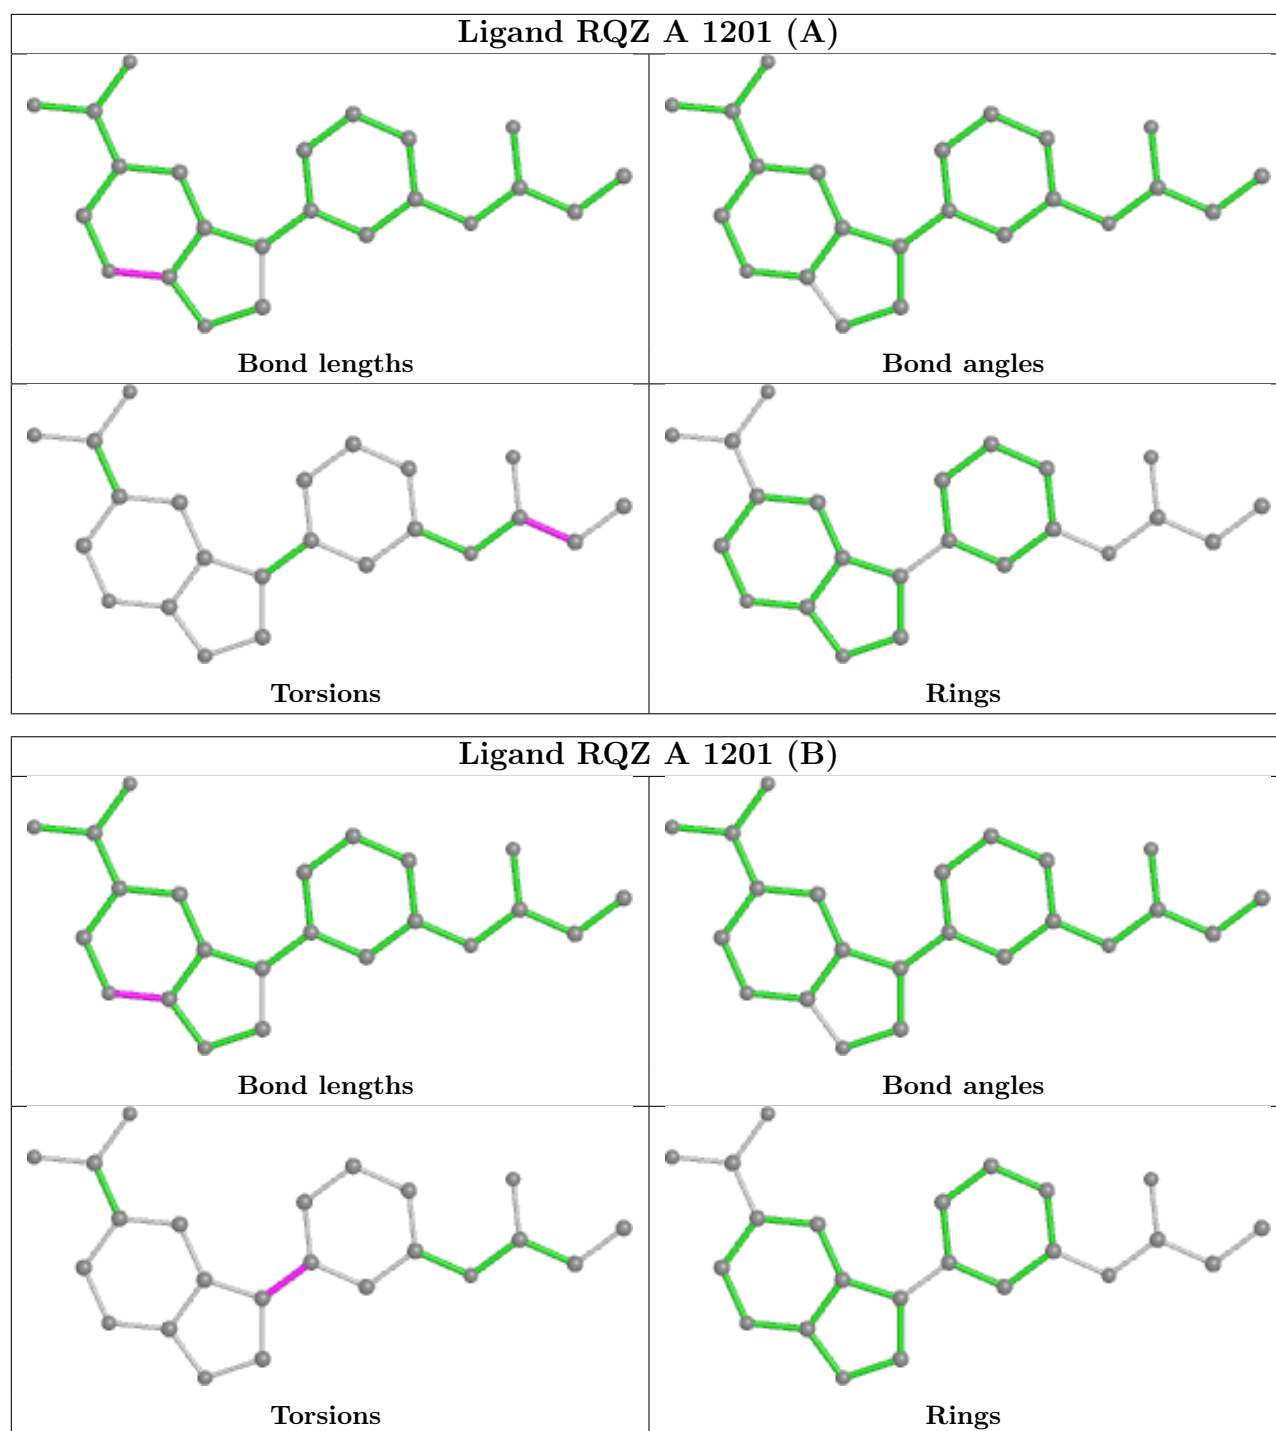 Ligand RQZ A 1201 (A)
Bond lengths
Bond angles
Torsions
Rings
Ligand RQZ A 1201 (B)
Bond lengths
Bond angles
Torsions
Rings